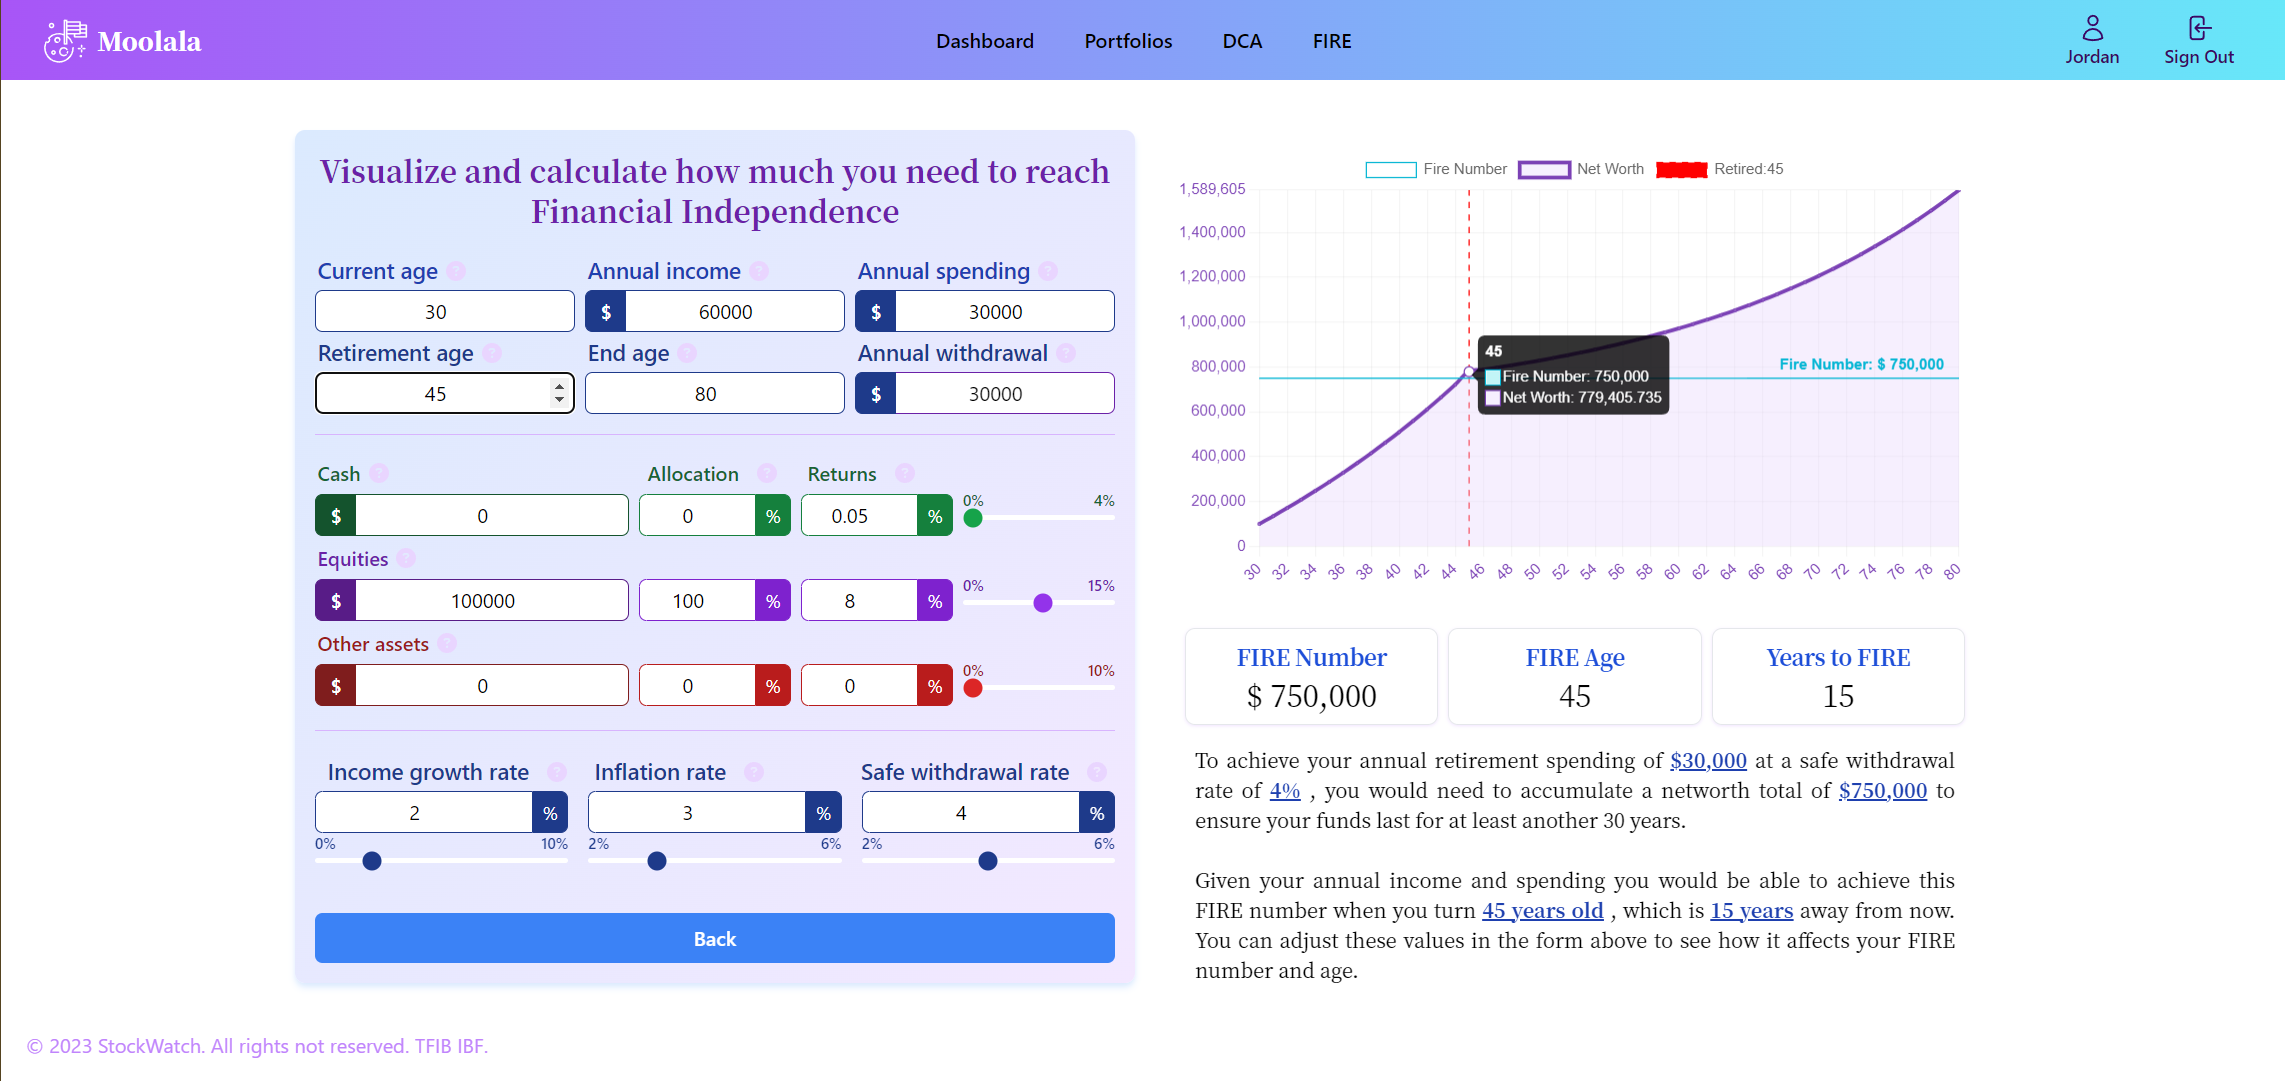 Moolala
Dashboard Portfolios DCA FIRE
Jordan
Sign Out
Visualize and calculate how much you need to reach
Financial Independence
Current age ? Annual income ? Annual spending ?
30 $ 60000 $ 30000
Retirement age ? End age ? Annual withdrawal ?
45 80 $ 30000
Cash ? Allocation ? Returns ?
$ 0 0 % 0.05 % 0% 4%
Equities ?
$ 100000 100 % 8 % 0% 15%
Other assets ?
$ 0 0 % 0 % 0% 10%
Income growth rate ? Inflation rate ? Safe withdrawal rate ?
2 % 3 % 4 %
0% 10% 2% 6% 2% 6%
Back
Fire Number Net Worth Retired:45
1,589,605
1,400,000
1,200,000
1,000,000
800,000
600,000
400,000
200,000
0
Fire Number: $ 750,000
45
Fire Number: 750,000
Net Worth: 779,405.735
30 32 34 36 38 40 42 44 46 48 50 52 54 56 58 60 62 64 66 68 70 72 74 76 78 80
FIRE Number FIRE Age Years to FIRE
$ 750,000 45 15
To achieve your annual retirement spending of $30,000 at a safe withdrawal
rate of 4% , you would need to accumulate a networth total of $750,000 to
ensure your funds last for at least another 30 years.
Given your annual income and spending you would be able to achieve this
FIRE number when you turn 45 years old , which is 15 years away from now.
You can adjust these values in the form above to see how it affects your FIRE
number and age.
© 2023 StockWatch. All rights not reserved. TFIB IBF.